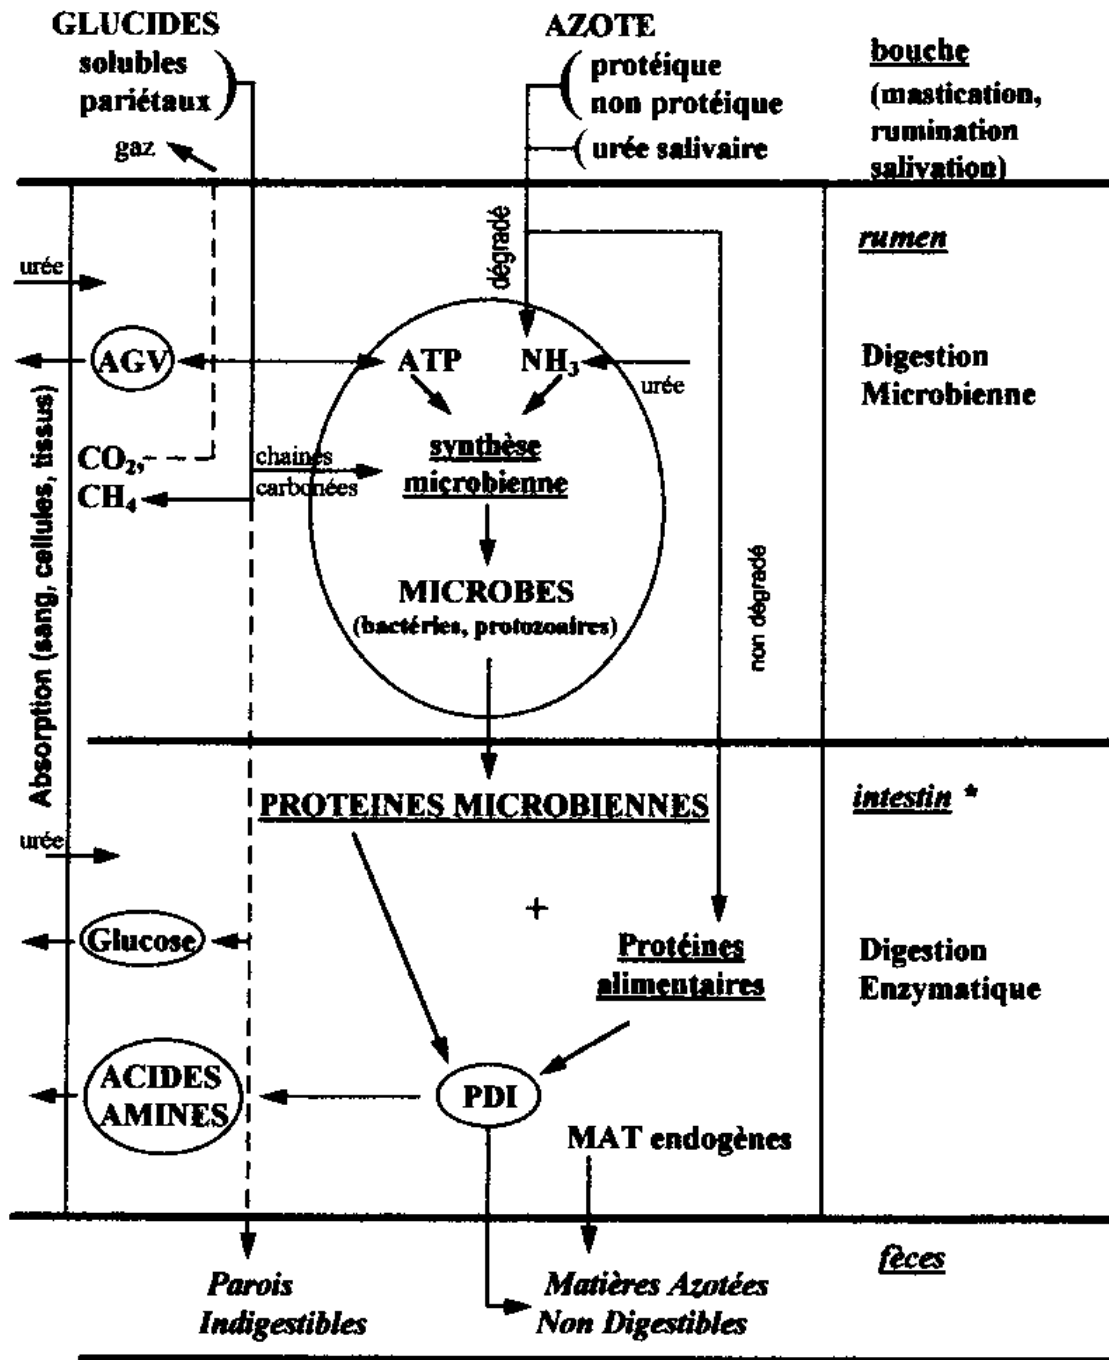 GLUCIDES
solubles
pariétaux
gaz
AZOTE
protéique
non protéique
urée salivaire
bouche
(mastication,
rumination
salivation)
rumen
dégradé
urée
AGV
ATP
NH₃
urée
Digestion
Microbienne
CO₂,
CH₄
chaines
carbonées
synthèse
microbienne
MICROBES
(bactéries, protozoaires)
non dégradé
Absorption (sang, cellules, tissus)
intestin *
PROTEINES MICROBIENNES
urée
+
Glucose
Protéines
alimentaires
Digestion
Enzymatique
ACIDES
AMINES
PDI
MAT endogènes
fèces
Parois
Indigestibles
Matières Azotées
Non Digestibles